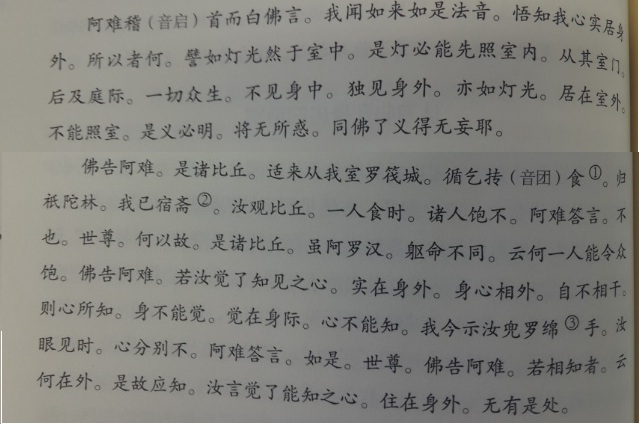 阿难稽（音启）首而白佛言。我闻如来如是法音。悟知我心实居身
外。所以者何。譬如灯光然于室中。是灯必能先照室内。从其室门。
后及庭际。一切众生。不见身中。独见身外。亦如灯光。居在室外。
不能照室。是义必明。将无所惑。同佛了义得无妄耶。
佛告阿难。是诸比丘。适来从我室罗筏城。循乞抟（音团）食①。归
祇陀林。我已宿斋②。汝观比丘。一人食时。诸人饱不。阿难答言。不
也。世尊。何以故。是诸比丘。虽阿罗汉。躯命不同。云何一人能令众
饱。佛告阿难。若汝觉了知见之心。实在身外。身心相外。自不相干。
则心所知。身不能觉。觉在身际。心不能知。我今示汝兜罗绵③手。汝
眼见时。心分别不。阿难答言。如是。世尊。佛告阿难。若相知者。云
何在外。是故应知。汝言觉了能知之心。住在身外。无有是处。